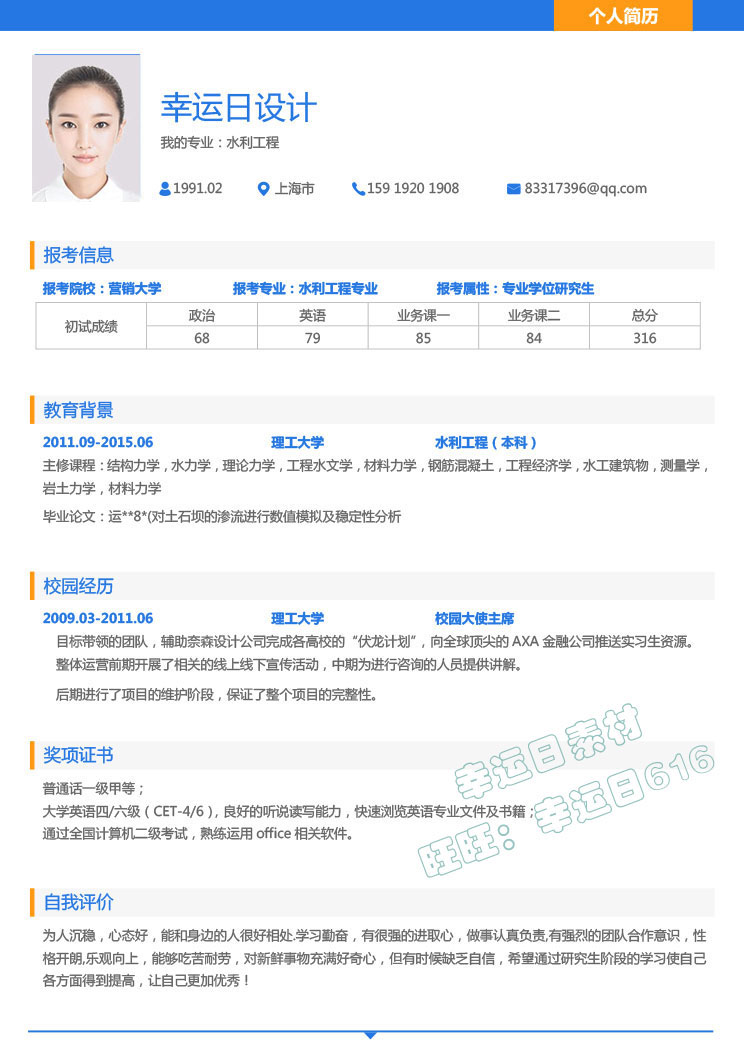 个人简历
幸运日设计
我的专业：水利工程
1991.02 上海市 159 1920 1908 83317396@qq.com
报考信息
报考院校：营销大学 报考专业：水利工程专业 报考属性：专业学位研究生
初试成绩 政治 英语 业务课一 业务课二 总分
68 79 85 84 316
教育背景
2011.09-2015.06 理工大学 水利工程（本科）
主修课程：结构力学，水力学，理论力学，工程水文学，材料力学，钢筋混凝土，工程经济学，水工建筑物，测量学，
岩土力学，材料力学
毕业论文：运**8*(对土石坝的渗流进行数值模拟及稳定性分析
校园经历
2009.03-2011.06 理工大学 校园大使主席
目标带领的团队，辅助奈森设计公司完成各高校的“伏龙计划”，向全球顶尖的 AXA 金融公司推送实习生资源。
整体运营前期开展了相关的线上线下宣传活动，中期为进行咨询的人员提供讲解。
后期进行了项目的维护阶段，保证了整个项目的完整性。
幸运日素材
奖项证书
旺旺：幸运日616
普通话一级甲等；
大学英语四/六级（CET-4/6），良好的听说读写能力，快速浏览英语专业文件及书籍；
通过全国计算机二级考试，熟练运用 office 相关软件。
自我评价
为人沉稳，心态好，能和身边的人很好相处.学习勤奋，有很强的进取心，做事认真负责,有强烈的团队合作意识，性
格开朗,乐观向上，能够吃苦耐劳，对新鲜事物充满好奇心，但有时候缺乏自信，希望通过研究生阶段的学习使自己
各方面得到提高，让自己更加优秀！